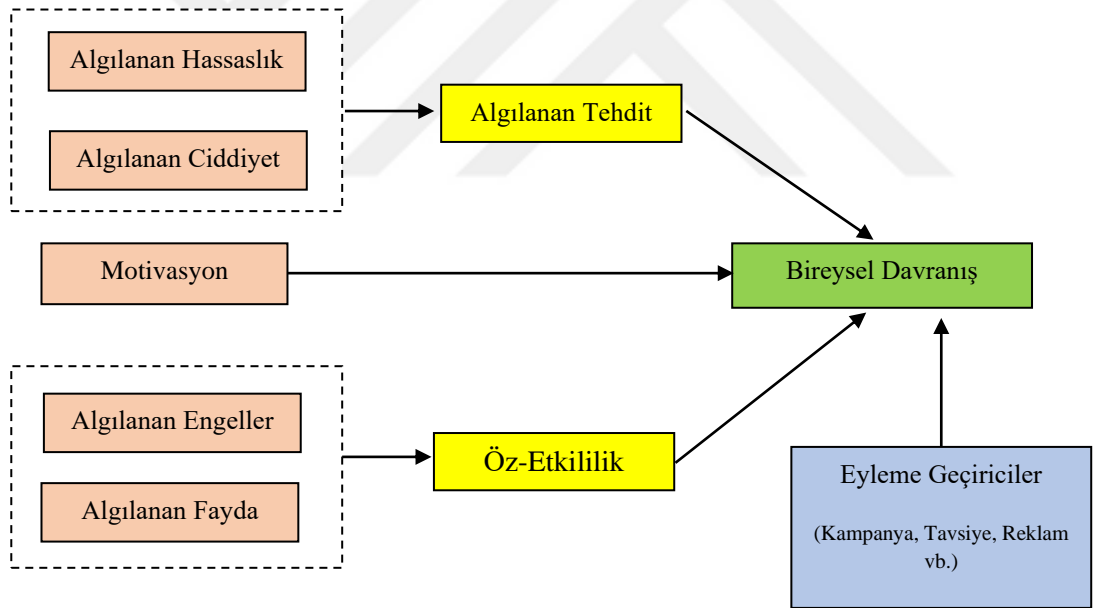 Algılanan Hassaslık
Algılanan Tehdit
Algılanan Ciddiyet
Motivasyon
Bireysel Davranış
Algılanan Engeller
Öz-Etkililik
Algılanan Fayda
Eyleme Geçiriciler
(Kampanya, Tavsiye, Reklam
vb.)